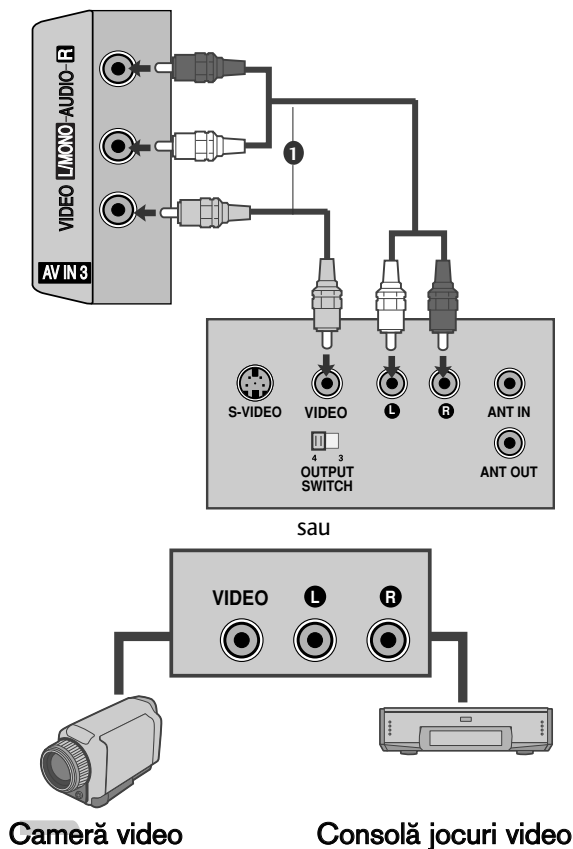 VIDEO L/MONO-AUDIO-R
AV IN 3
1
S-VIDEO
VIDEO
L
R
ANT IN
4 3
OUTPUT
SWITCH
ANT OUT
sau
VIDEO
L
R
Cameră video
Consolă jocuri video